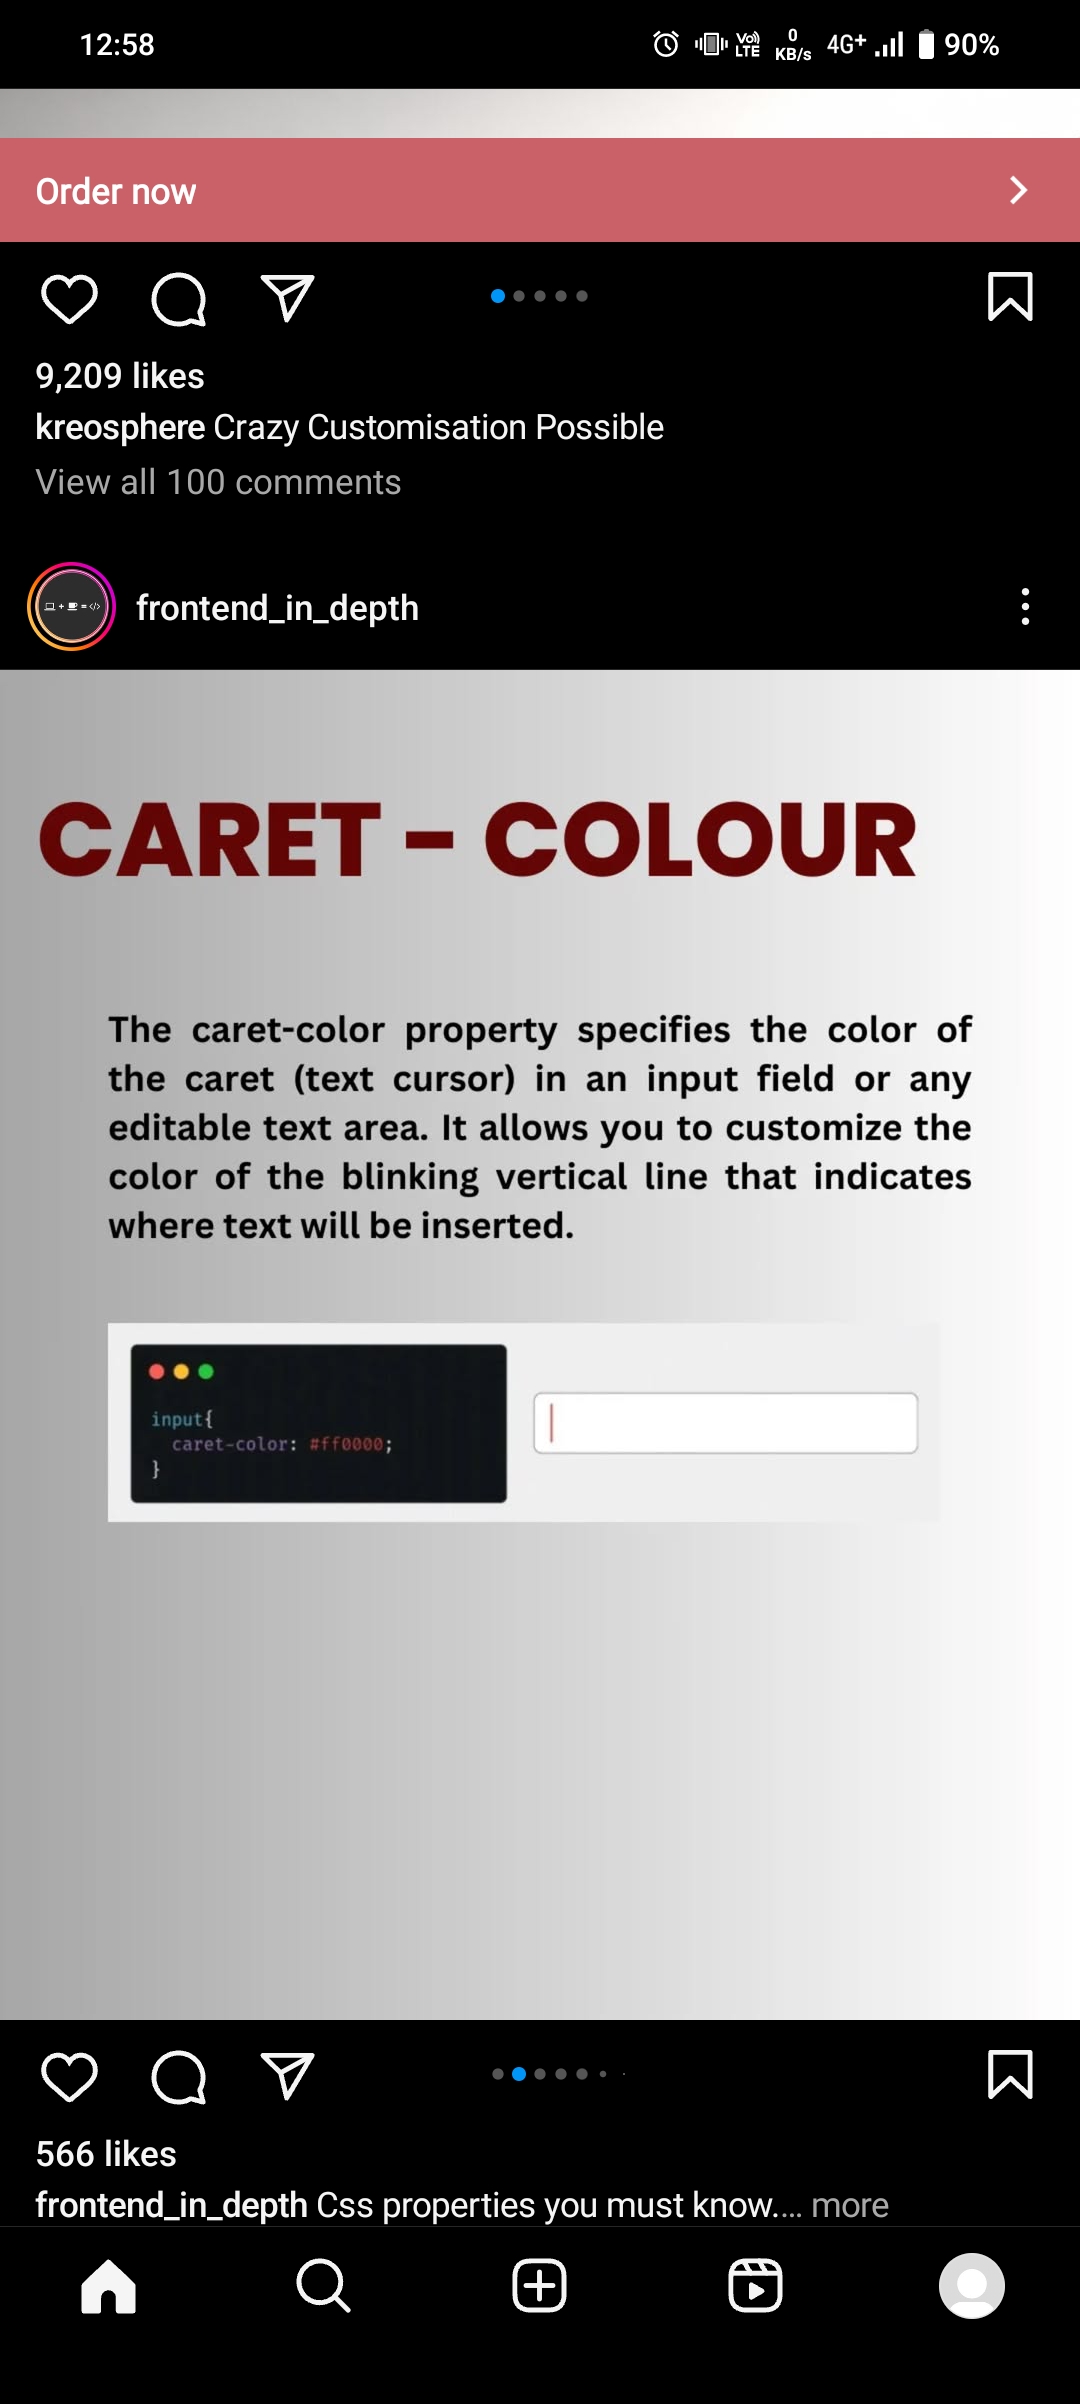 12:58
Vo) LTE 0 KB/s 4G+ 90%
Order now
9,209 likes
kreosphere Crazy Customisation Possible
View all 100 comments
frontend_in_depth
CARET - COLOUR
The caret-color property specifies the color of
the caret (text cursor) in an input field or any
editable text area. It allows you to customize the
color of the blinking vertical line that indicates
where text will be inserted.
input{
caret-color: #ff0000;
}
566 likes
frontend_in_depth Css properties you must know.... more